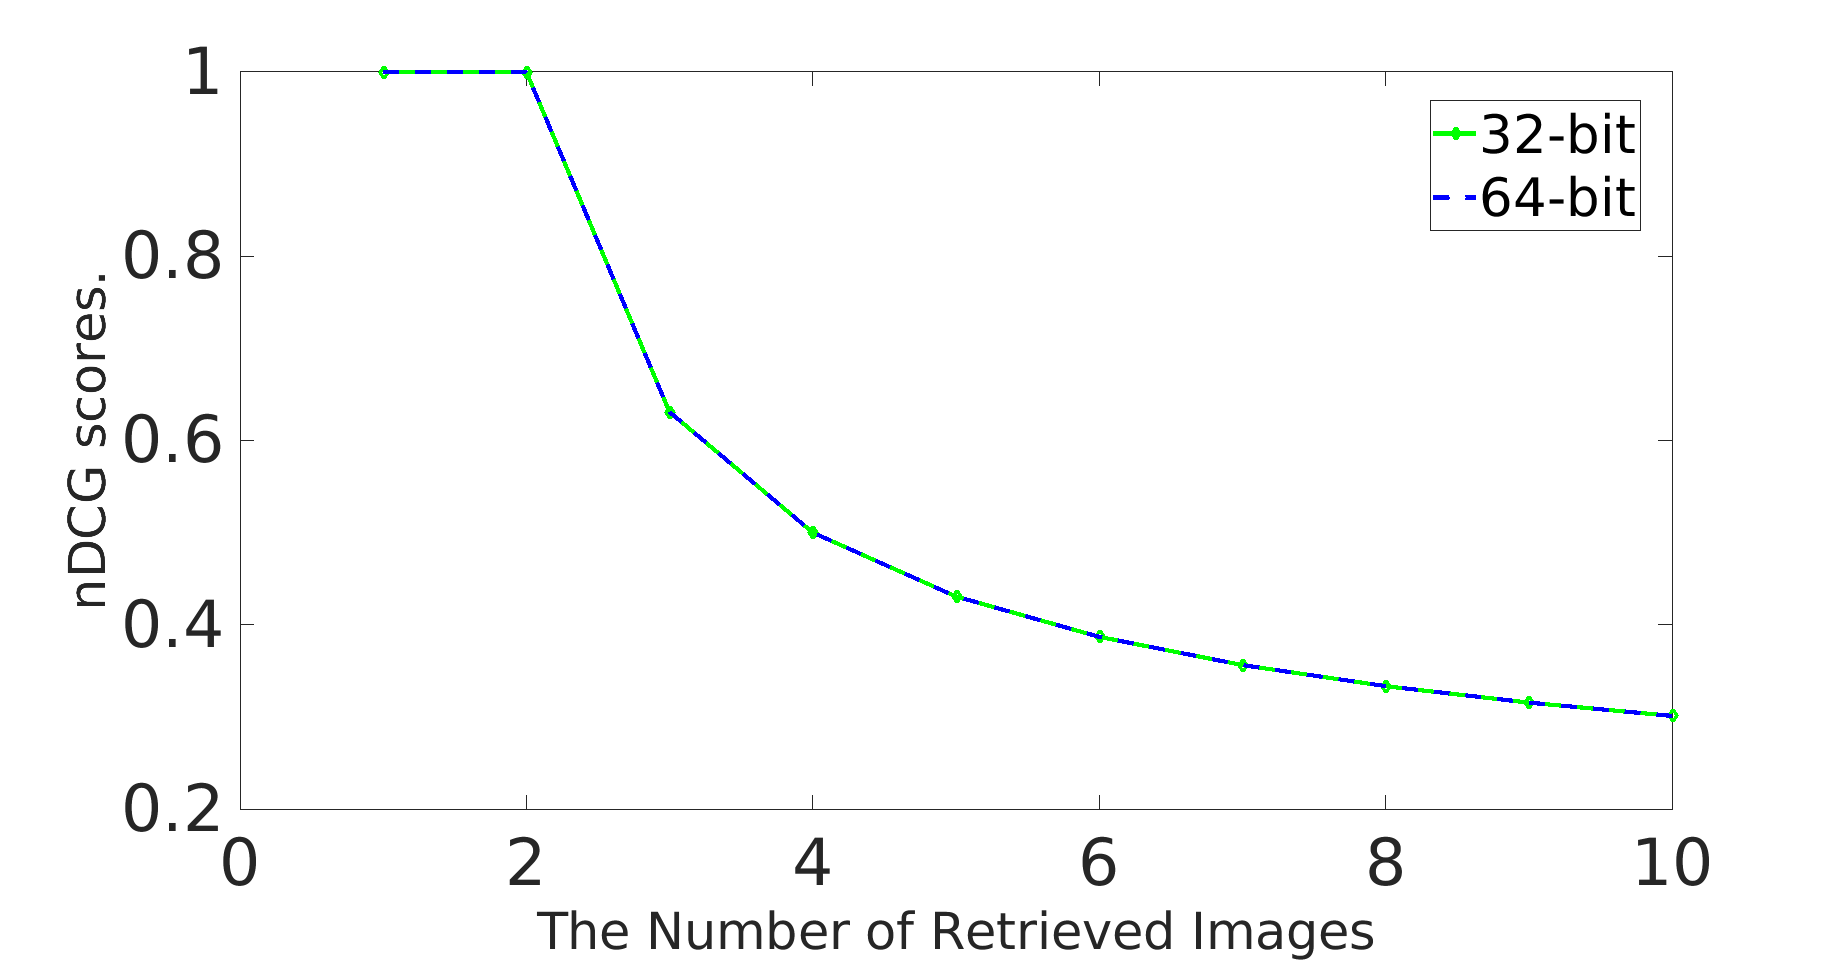 1
0.8
0.6
0.4
0.2
nDCG scores.
0 2 4 6 8 10
The Number of Retrieved Images
32-bit
64-bit